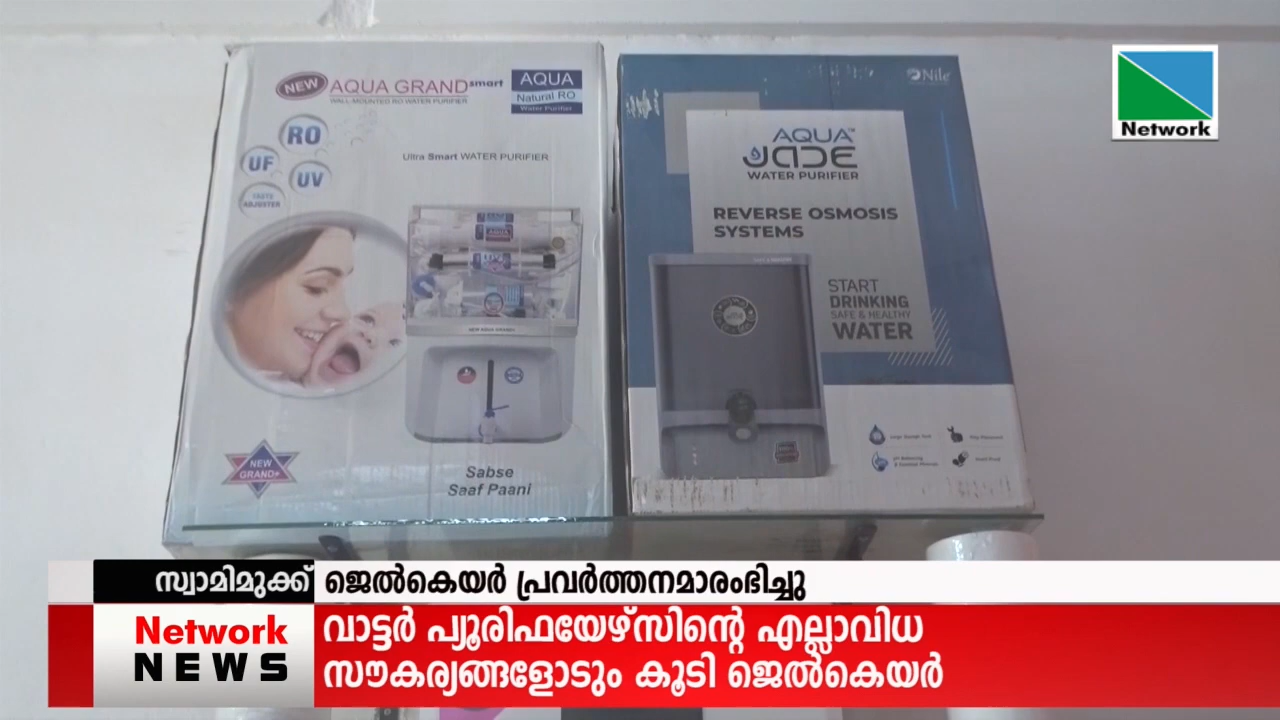 NEW AQUA GRAND smart
WALL-MOUNTED RO WATER PURIFIER
AQUA
Natural RO
Water Purifier
RO
UF
UV
TASTE
ADJUSTER
Ultra Smart WATER PURIFIER
NEW
GRAND+
Sabse
Saaf Paani
Nile
AQUA
JADE
WATER PURIFIER
REVERSE OSMOSIS
SYSTEMS
START
DRINKING
SAFE & HEALTHY
WATER
Network
സ്വാമിമുക്ക് ജെൽകെയർ പ്രവർത്തനമാരംഭിച്ചു
Network
NEWS
വാട്ടർ പ്യൂരിഫയേഴ്സിന്റെ എല്ലാവിധ
സൗകര്യങ്ങളോടും കൂടി ജെൽകെയർ